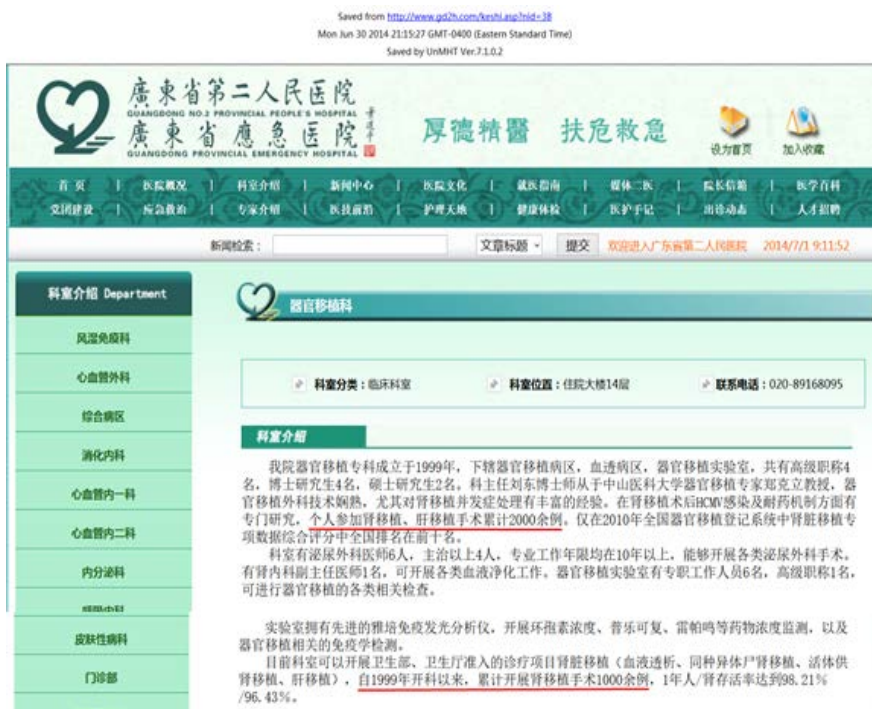 Saved from http://www.gd2h.com/keshi.asp?nid=38
Mon Jun 30 2014 21:15:27 GMT-0400 (Eastern Standard Time)
Saved by UnMHT Ver.7.1.0.2
廣東省第二人民医院
GUANGDONG NO.2 PROVINCIAL PEOPLE'S HOSPITAL
廣東省應急医院
GUANGDONG PROVINCIAL EMERGENCY HOSPITAL
厚德精醫 扶危救急
设为首页 加入收藏
首 页 | 医院概况 | 科室介绍 | 新闻中心 | 医院文化 | 就医指南 | 媒体二医 | 院长信箱 | 医学百科
党团建设 | 应急救治 | 专家介绍 | 医技前沿 | 护理天地 | 健康体检 | 医护手记 | 出诊动态 | 人才招聘
新闻检索： 文章标题 提交 欢迎进入广东省第二人民医院 2014/7/1 9:11:52
科室介绍 Department
风湿免疫科
心血管外科
综合病区
消化内科
心血管内一科
心血管内二科
内分泌科
皮肤性病科
门诊部
器官移植科
科室分类：临床科室 科室位置：住院大楼14层 联系电话：020-89168095
科室介绍
我院器官移植专科成立于1999年，下辖器官移植病区，血透病区，器官移植实验室，共有高级职称4
名，博士研究生4名，硕士研究生2名。科主任刘东博士师从于中山医科大学器官移植专家郑克立教授，器
官移植外科技术娴熟，尤其对肾移植并发症处理有丰富的经验。在肾移植术后HCMV感染及耐药机制方面有
专门研究，个人参加肾移植、肝移植手术累计2000余例。仅在2010年全国器官移植登记系统中肾脏移植专
项数据综合评分中全国排名在前十名。
科室有泌尿外科医师6人，主治以上4人，专业工作年限均在10年以上，能够开展各类泌尿外科手术。
有肾内科副主任医师1名，可开展各类血液净化工作。器官移植实验室有专职工作人员6名，高级职称1名，
可进行器官移植的各类相关检查。
实验室拥有先进的雅培免疫发光分析仪，开展环孢素浓度、普乐可复、雷帕鸣等药物浓度监测，以及
器官移植相关的免疫学检测。
目前科室可以开展卫生部、卫生厅准入的诊疗项目肾脏移植（血液透析、同种异体尸肾移植、活体供
肾移植、肝移植），自1999年开科以来，累计开展肾移植手术1000余例，1年人/肾存活率达到98.21%
/96.43%。